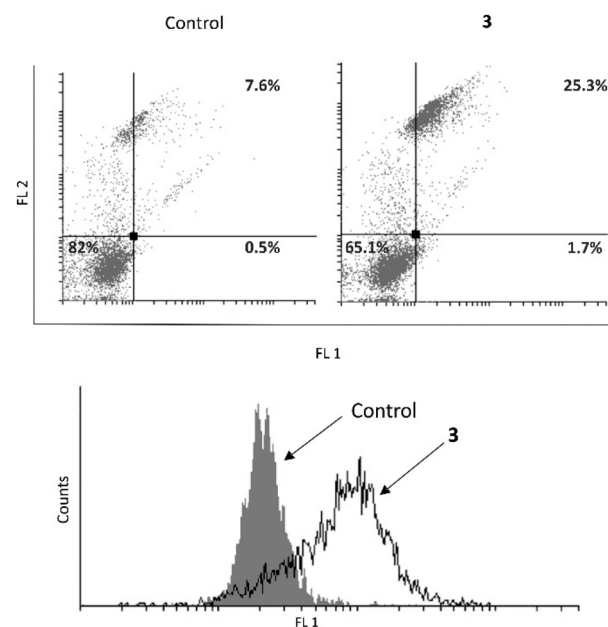 Control
3
7.6%
25.3%
FL 2
82%
0.5%
65.1%
1.7%
FL 1
Control
3
Counts
FL 1